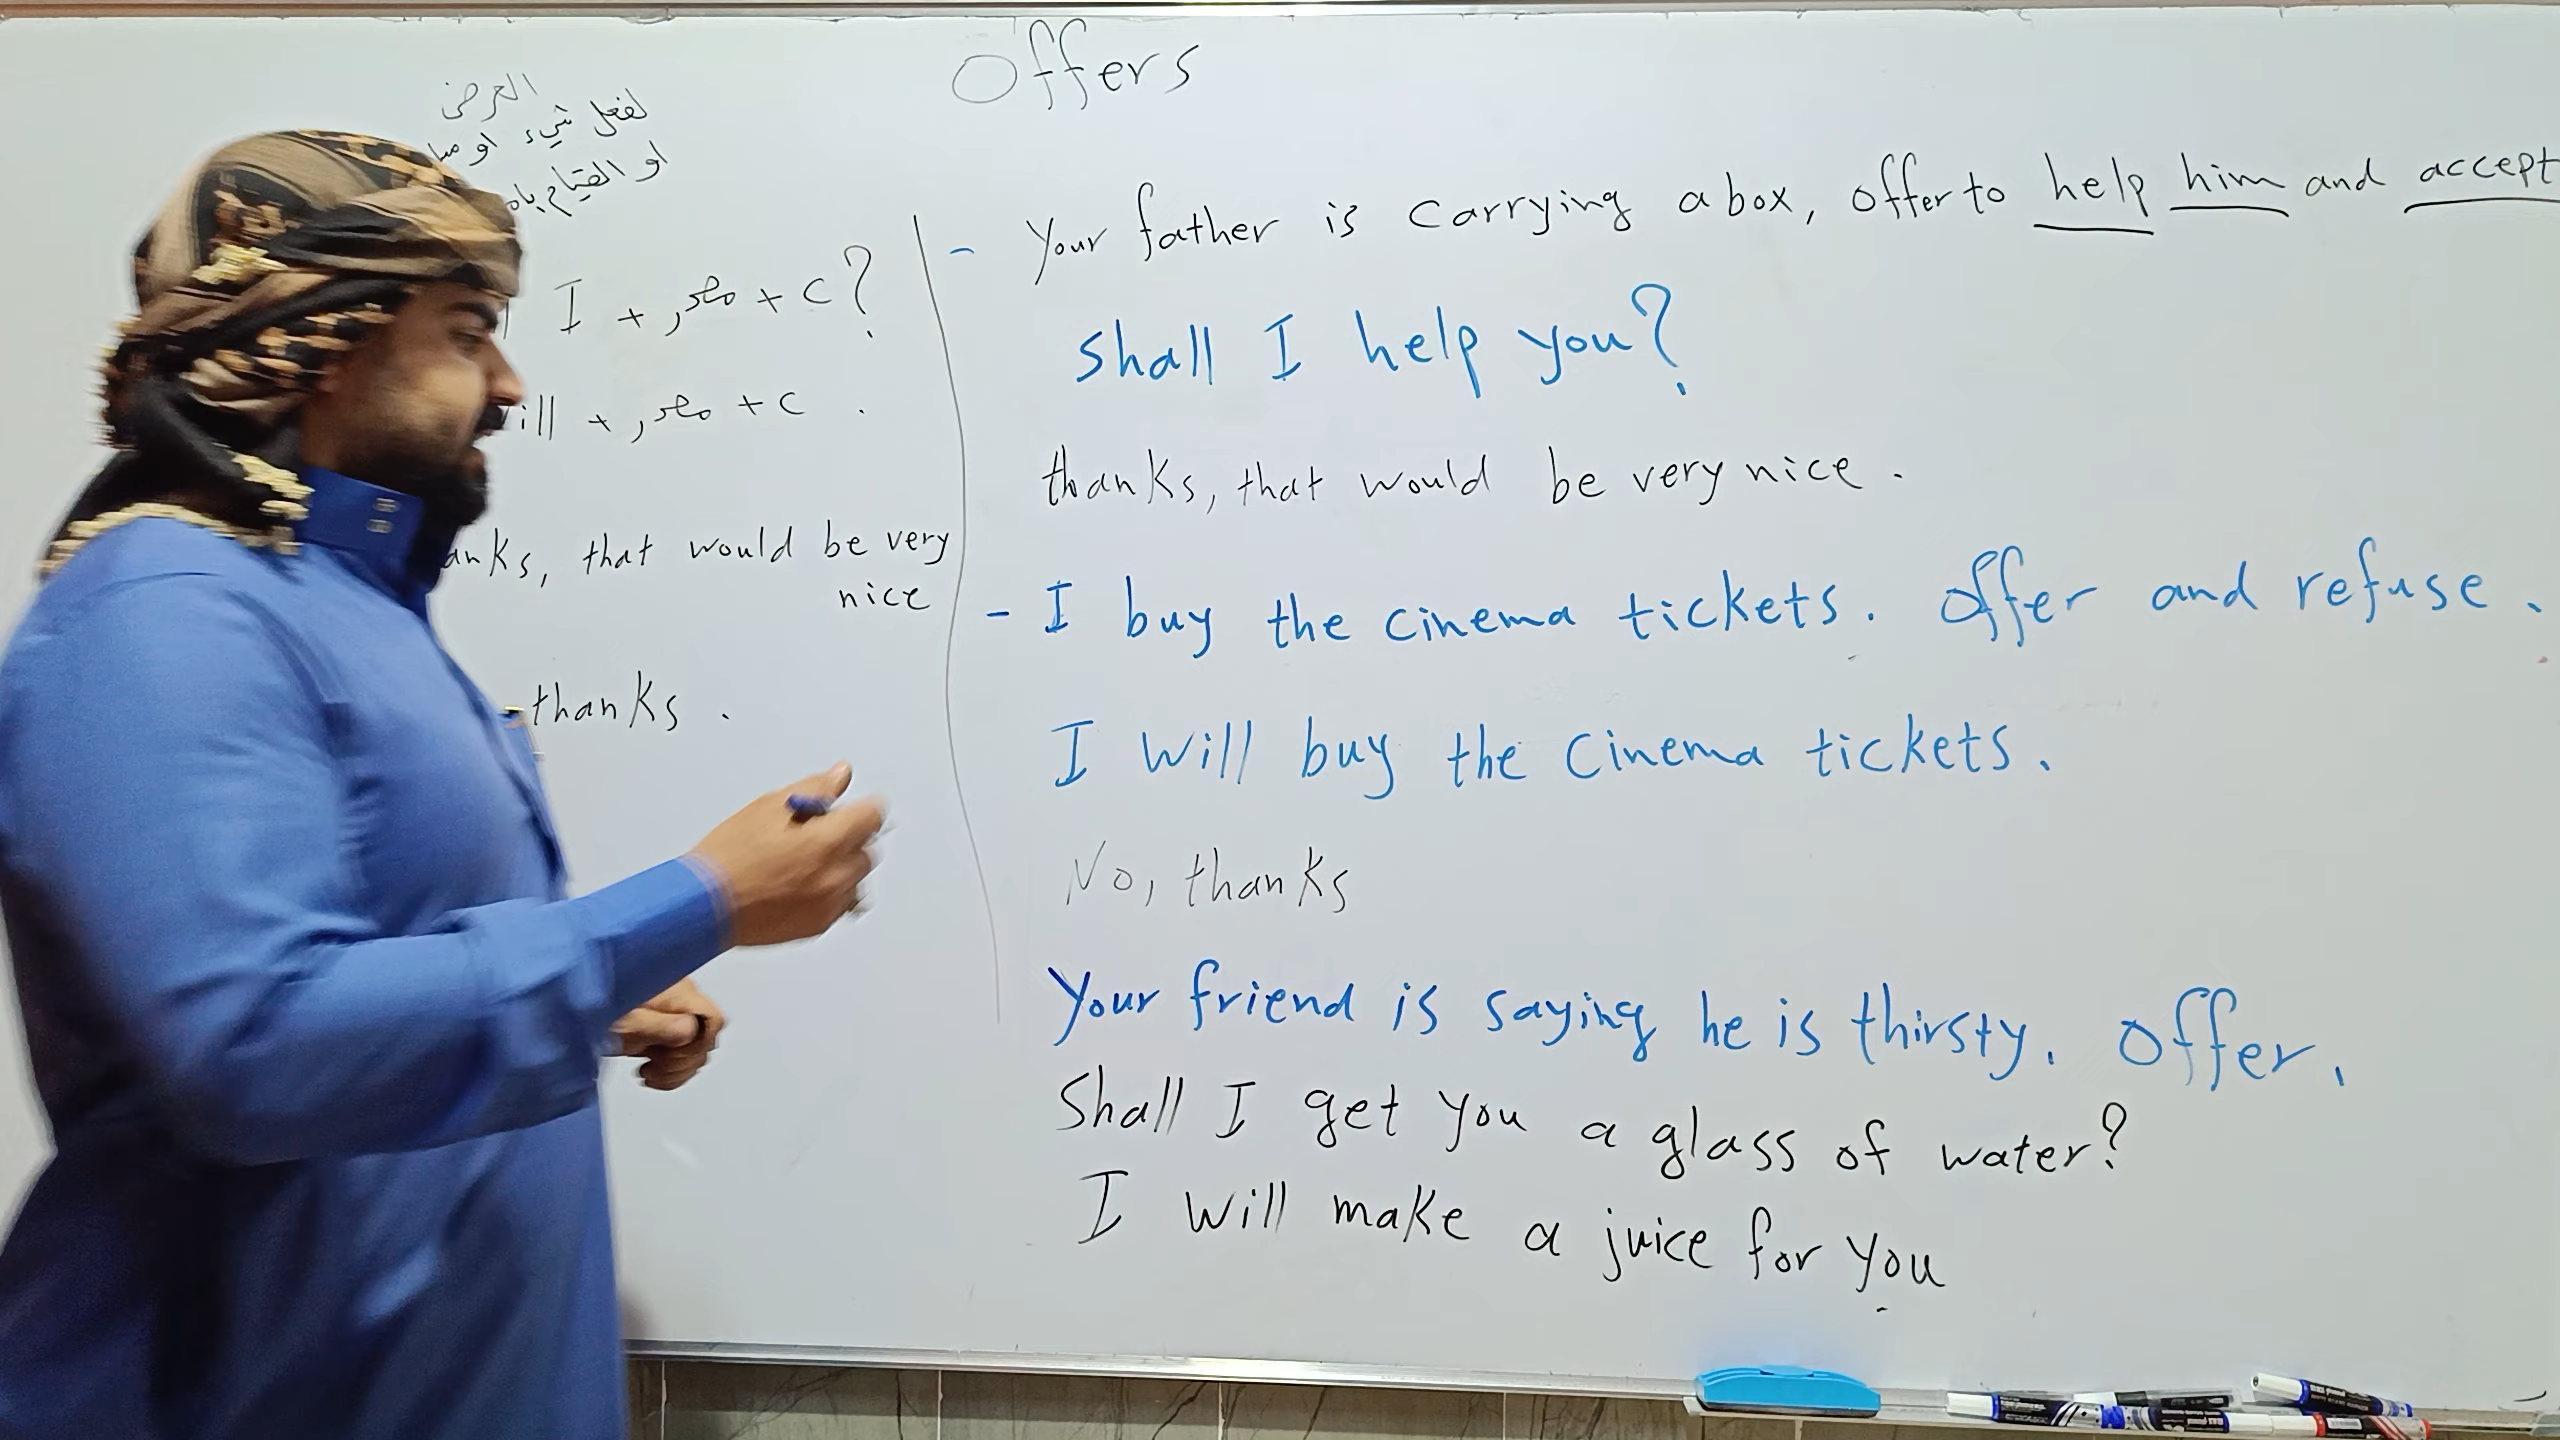 Offers
العرض
لفعل شيء او
او القيام
I + مصدر + c?
ill + مصدر + c .
anks, that would be very
nice
thanks .
- Your father is carrying a box, offer to help him and accept
Shall I help you?
thanks, that would be very nice .
- I buy the cinema tickets. Offer and refuse .
I will buy the cinema tickets .
No, thanks
Your friend is saying he is thirsty. Offer.
Shall I get you a glass of water?
I will make a juice for you